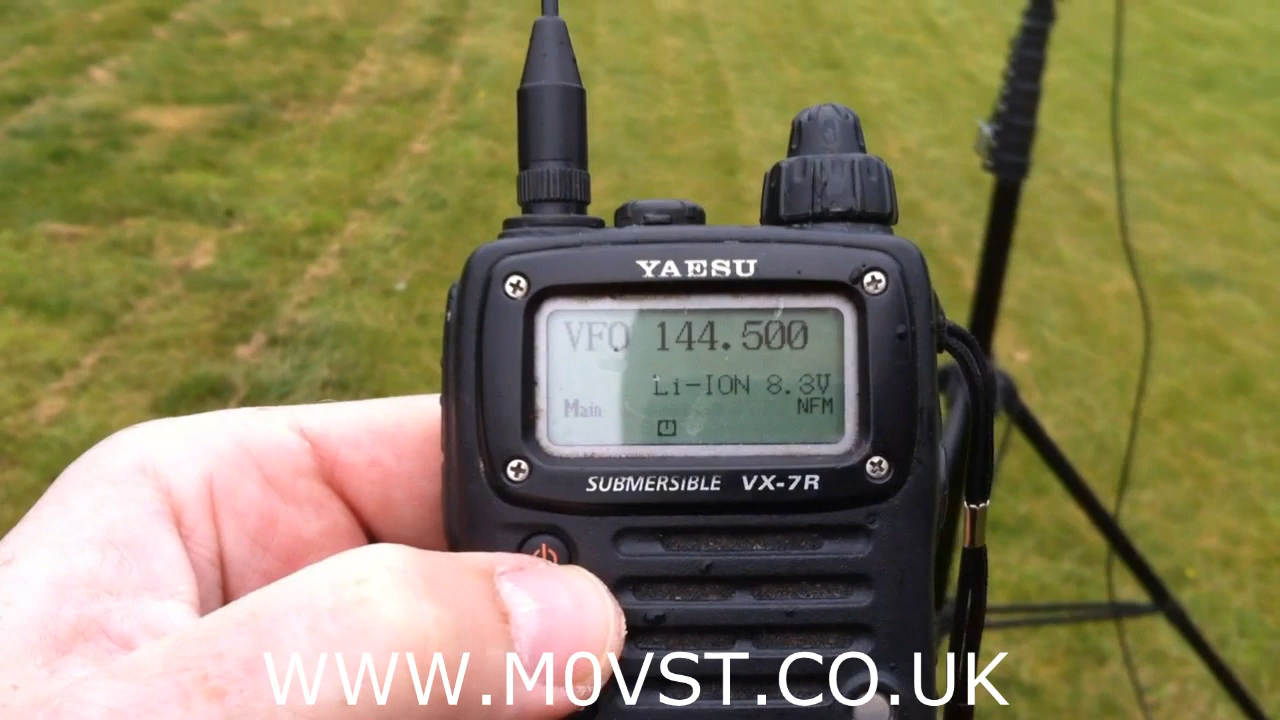 YAESU
VFO 144.500
Li-ION 8.3V
Main NFM
SUBMERSIBLE VX-7R
WWW.M0VST.CO.UK